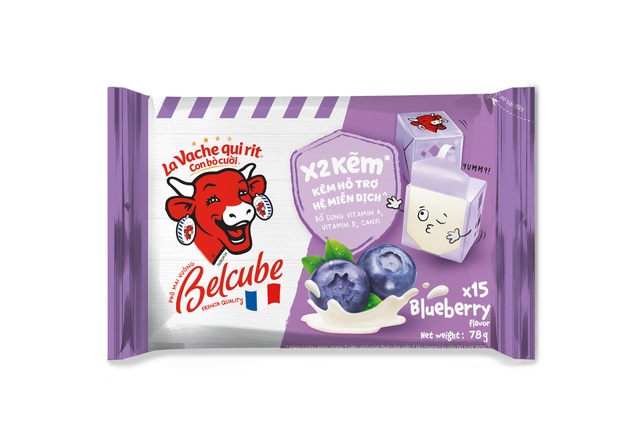 La Vache qui rit®
Con bò cười®
PHÔ MAI VUÔNG
Belcube
FRENCH QUALITY
X2 Kẽm*
KẼM HỖ TRỢ
HỆ MIỄN DỊCH^
BỔ SUNG VITAMIN A,
VITAMIN D, CANXI
YUMMY!
x15
Blueberry
flavor
Net weight: 78g